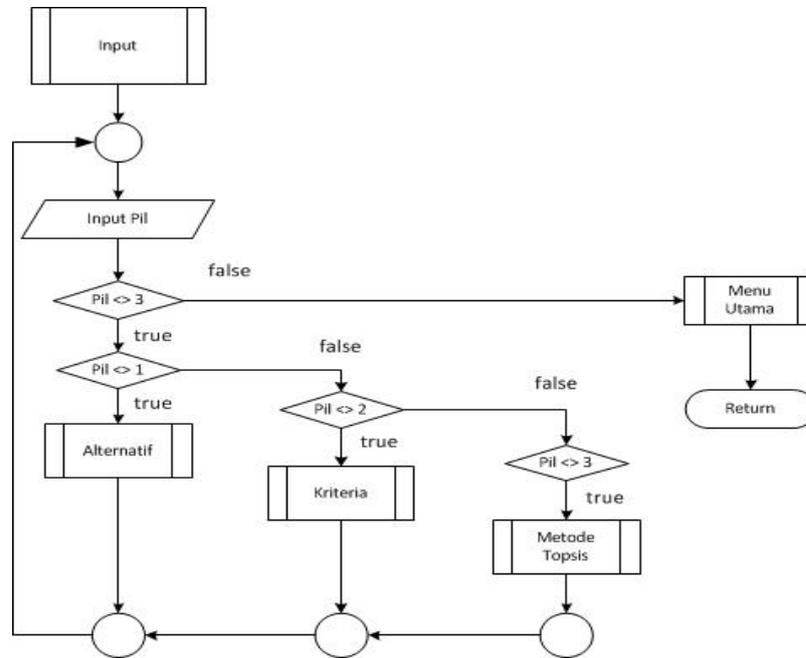 Input
Input Pil
false
Pil <> 3
Menu
Utama
true
false
Pil <> 1
false
true
Pil <> 2
Return
true
Alternatif
Pil <> 3
Kriteria
true
Metode
Topsis